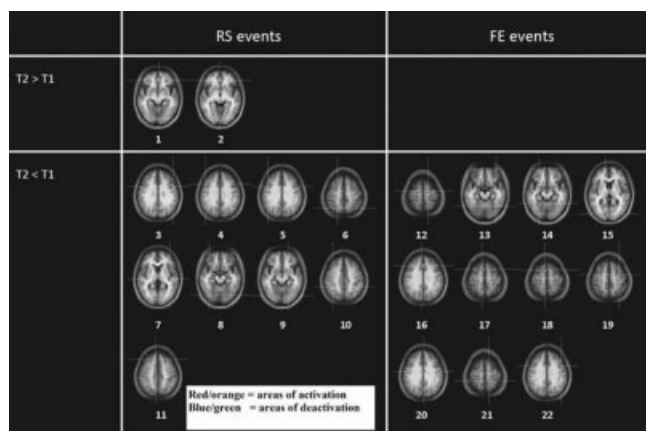 RS events
FE events
T2 > T1
1 2
T2 < T1
3 4 5 6 12 13 14 15
7 8 9 10 16 17 18 19
11 20 21 22
Red/orange = areas of activation
Blue/green = areas of deactivation